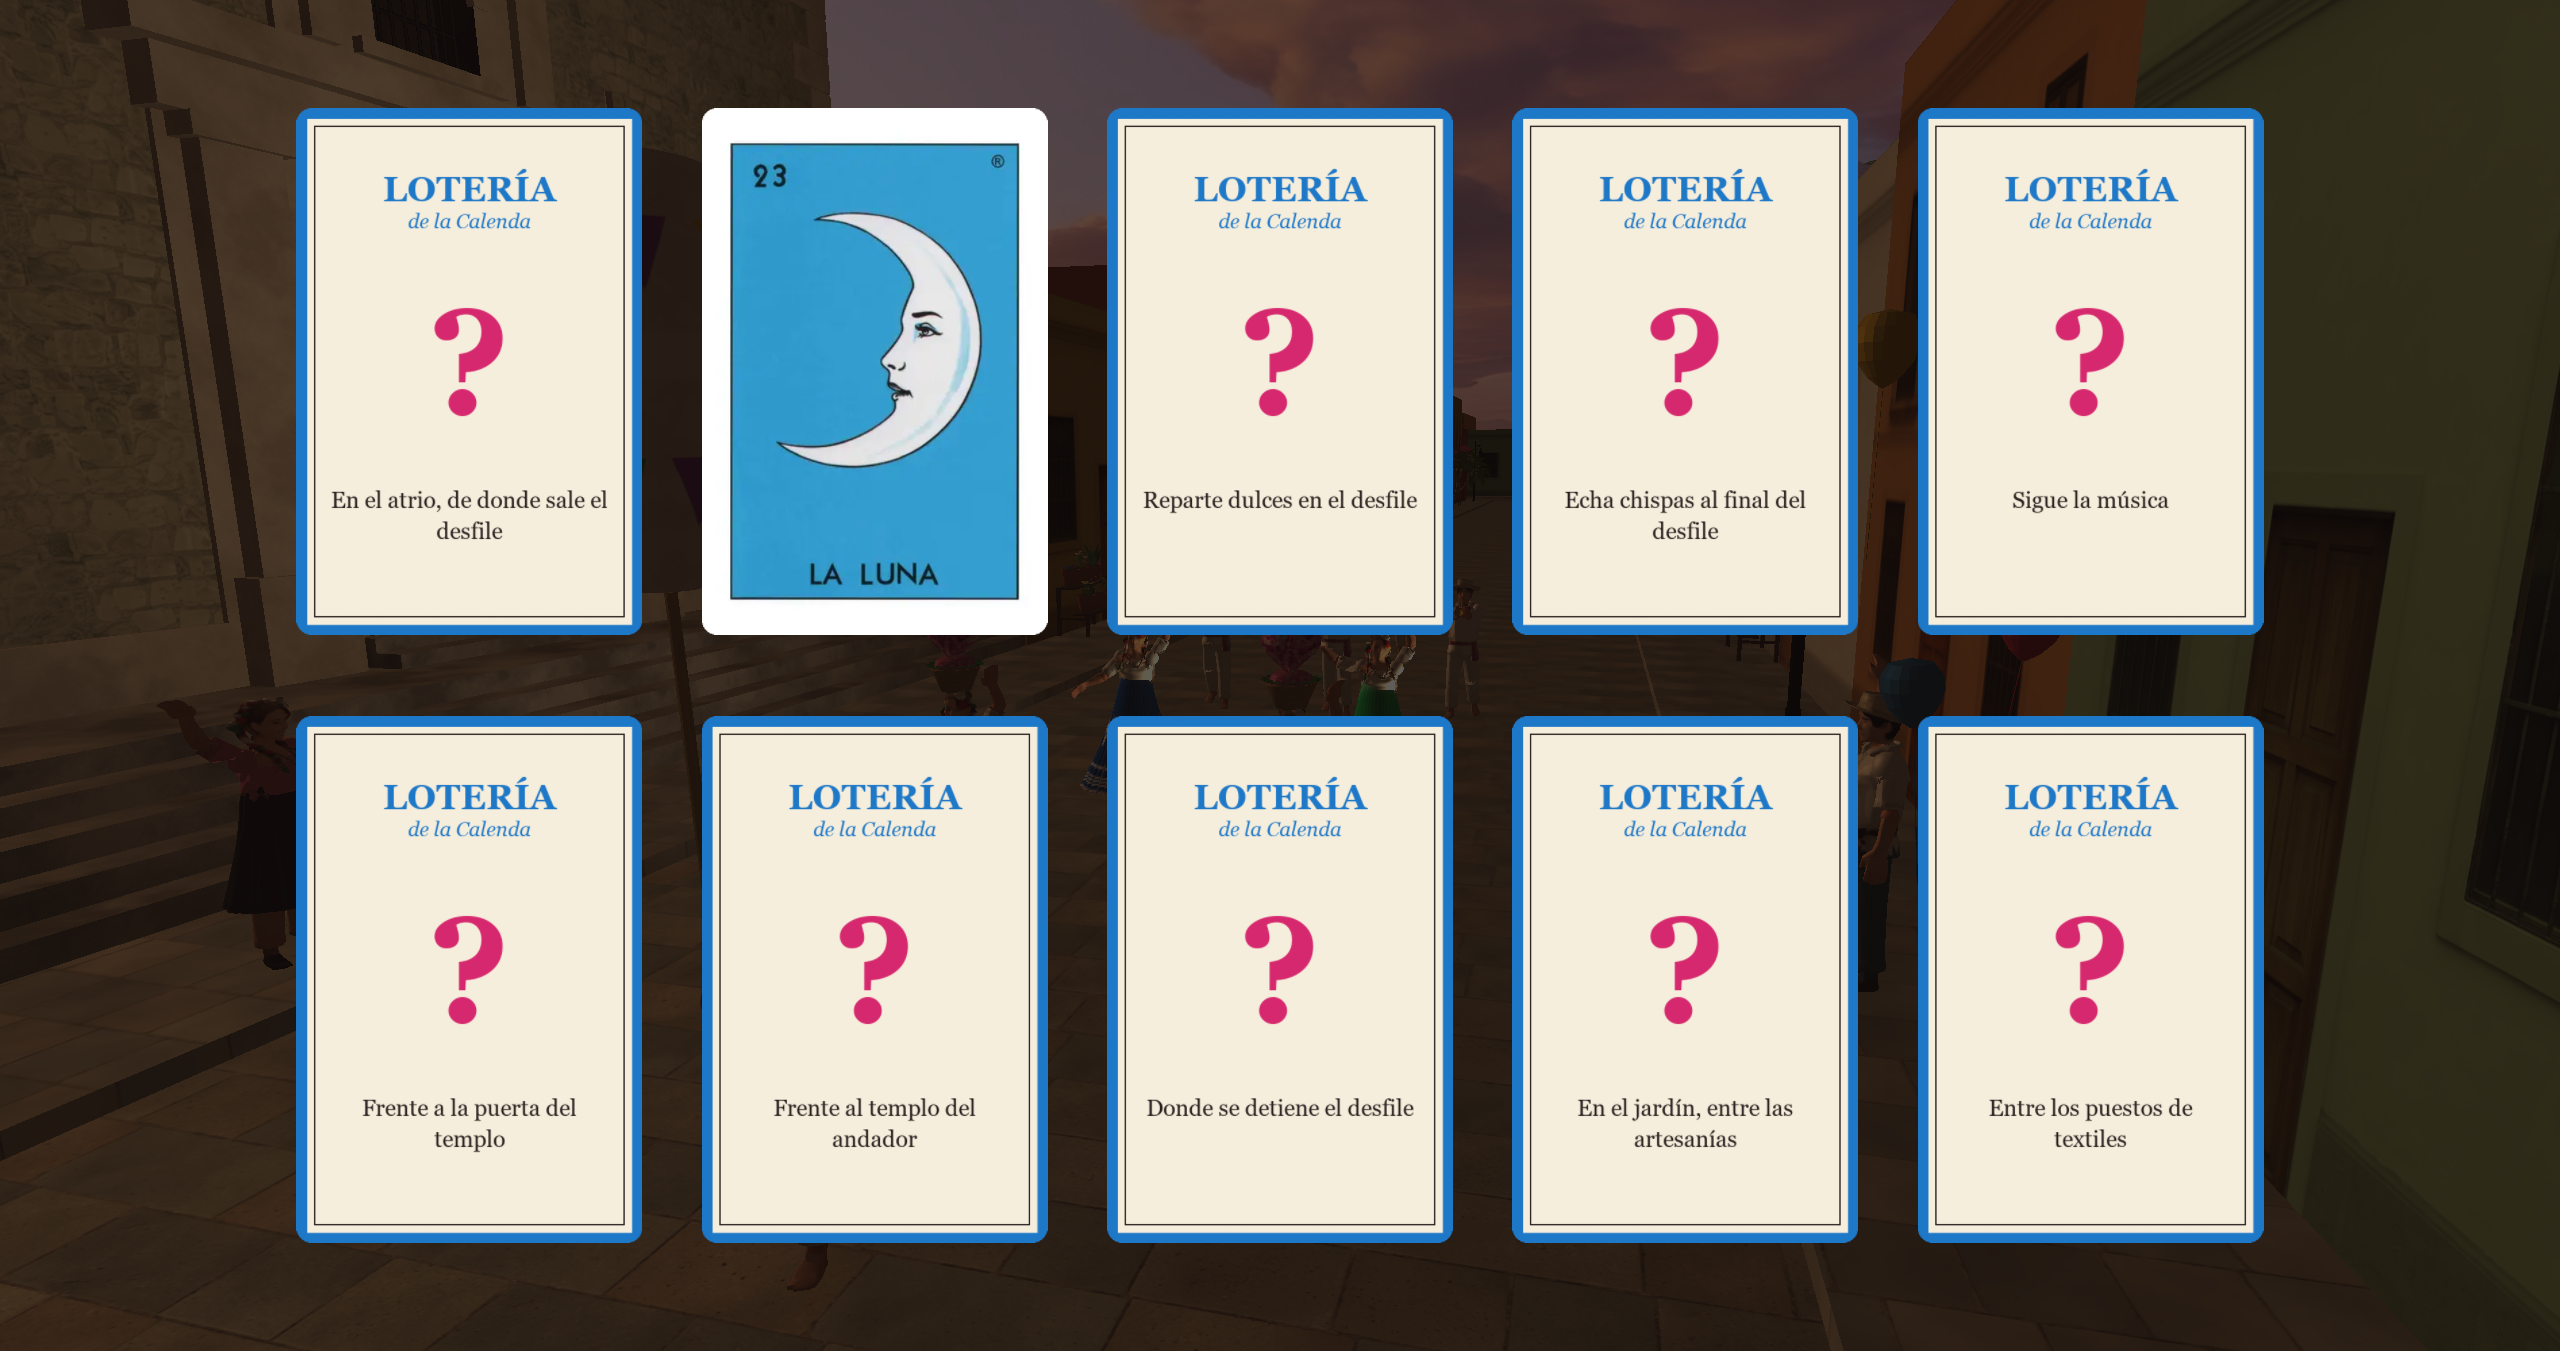 LOTERÍA
de la Calenda
?
En el atrio, de donde sale el
desfile
23
®
LA LUNA
LOTERÍA
de la Calenda
?
Reparte dulces en el desfile
LOTERÍA
de la Calenda
?
Echa chispas al final del
desfile
LOTERÍA
de la Calenda
?
Sigue la música
LOTERÍA
de la Calenda
?
Frente a la puerta del
templo
LOTERÍA
de la Calenda
?
Frente al templo del
andador
LOTERÍA
de la Calenda
?
Donde se detiene el desfile
LOTERÍA
de la Calenda
?
En el jardín, entre las
artesanías
LOTERÍA
de la Calenda
?
Entre los puestos de
textiles